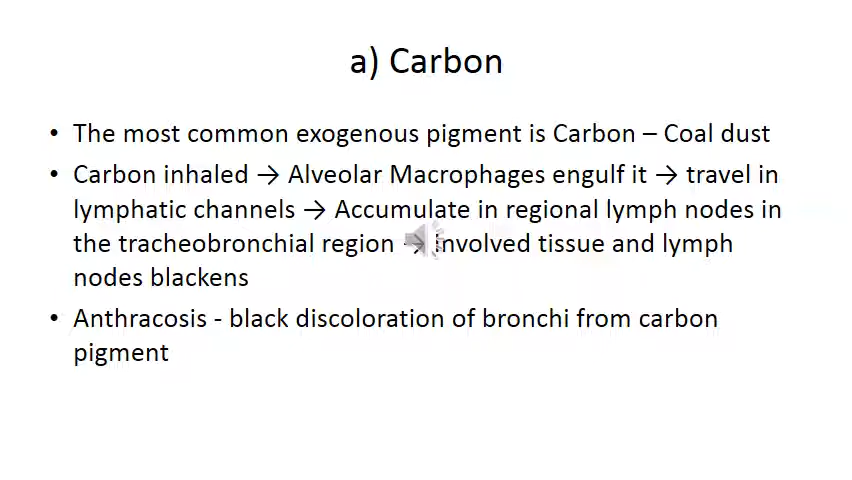 a) Carbon
• The most common exogenous pigment is Carbon – Coal dust
• Carbon inhaled → Alveolar Macrophages engulf it → travel in
lymphatic channels → Accumulate in regional lymph nodes in
the tracheobronchial region → involved tissue and lymph
nodes blackens
• Anthracosis - black discoloration of bronchi from carbon
pigment